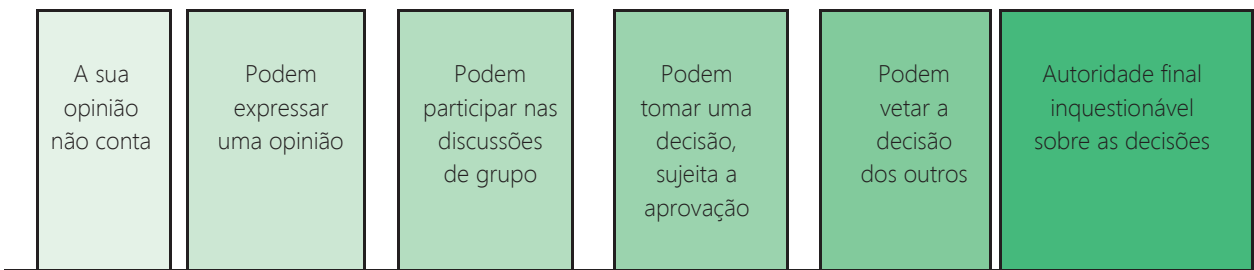 A sua
opinião
não conta
Podem
expressar
uma opinião
Podem
participar nas
discussões
de grupo
Podem
tomar uma
decisão,
sujeita a
aprovação
Podem
vetar a
decisão
dos outros
Autoridade final
inquestionável
sobre as decisões